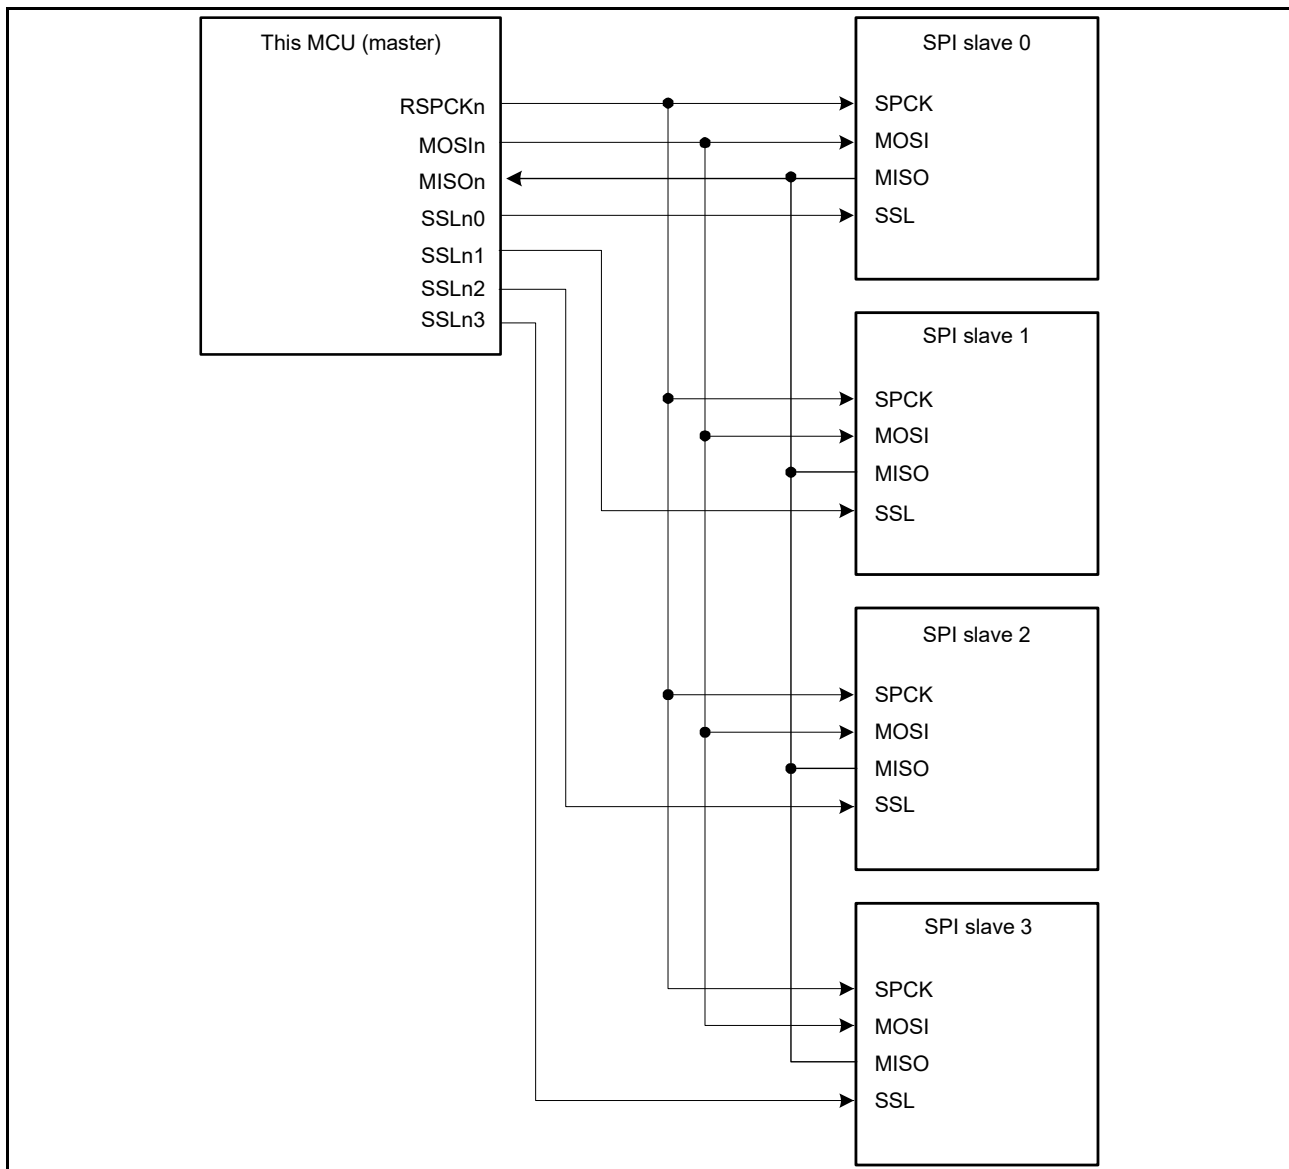 This MCU (master)
RSPCKn
MOSIn
MISOn
SSLn0
SSLn1
SSLn2
SSLn3
SPI slave 0
SPCK
MOSI
MISO
SSL
SPI slave 1
SPCK
MOSI
MISO
SSL
SPI slave 2
SPCK
MOSI
MISO
SSL
SPI slave 3
SPCK
MOSI
MISO
SSL